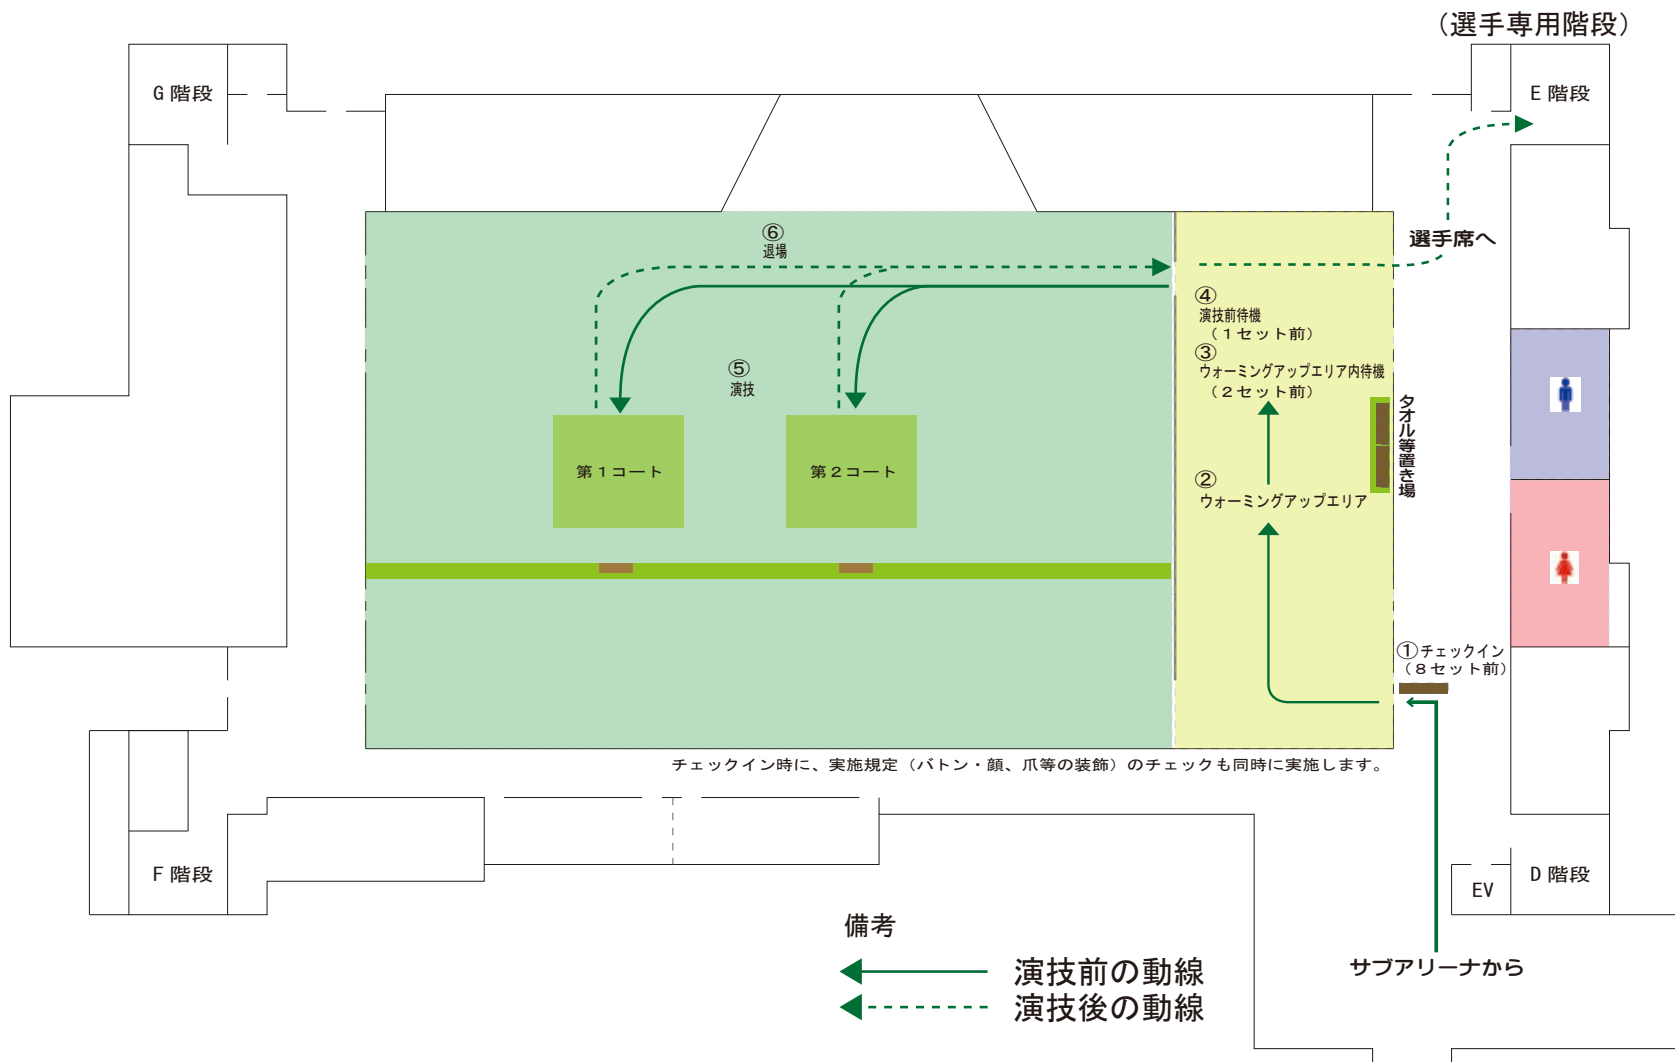 (選手専用階段)
G 階段
E 階段
⑥
退場
選手席へ
④
演技前待機
(1セット前)
③
ウォーミングアップエリア内待機
(2セット前)
⑤
演技
タオル等置き場
第1コート
第2コート
②
ウォーミングアップエリア
①チェックイン
(8セット前)
チェックイン時に、実施規定(バトン・顔、爪等の装飾)のチェックも同時に実施します。
F 階段
EV
D 階段
備考
演技前の動線
サブアリーナから
演技後の動線